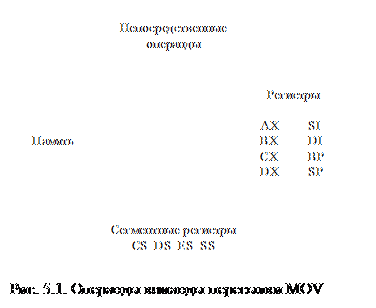 Непосредственные
операнды
Регистры
AX SI
Память BX DI
CX BP
DX SP
Сегментные регистры
CS DS ES SS
Рис. 5.1. Операнды команды пересылки MOV